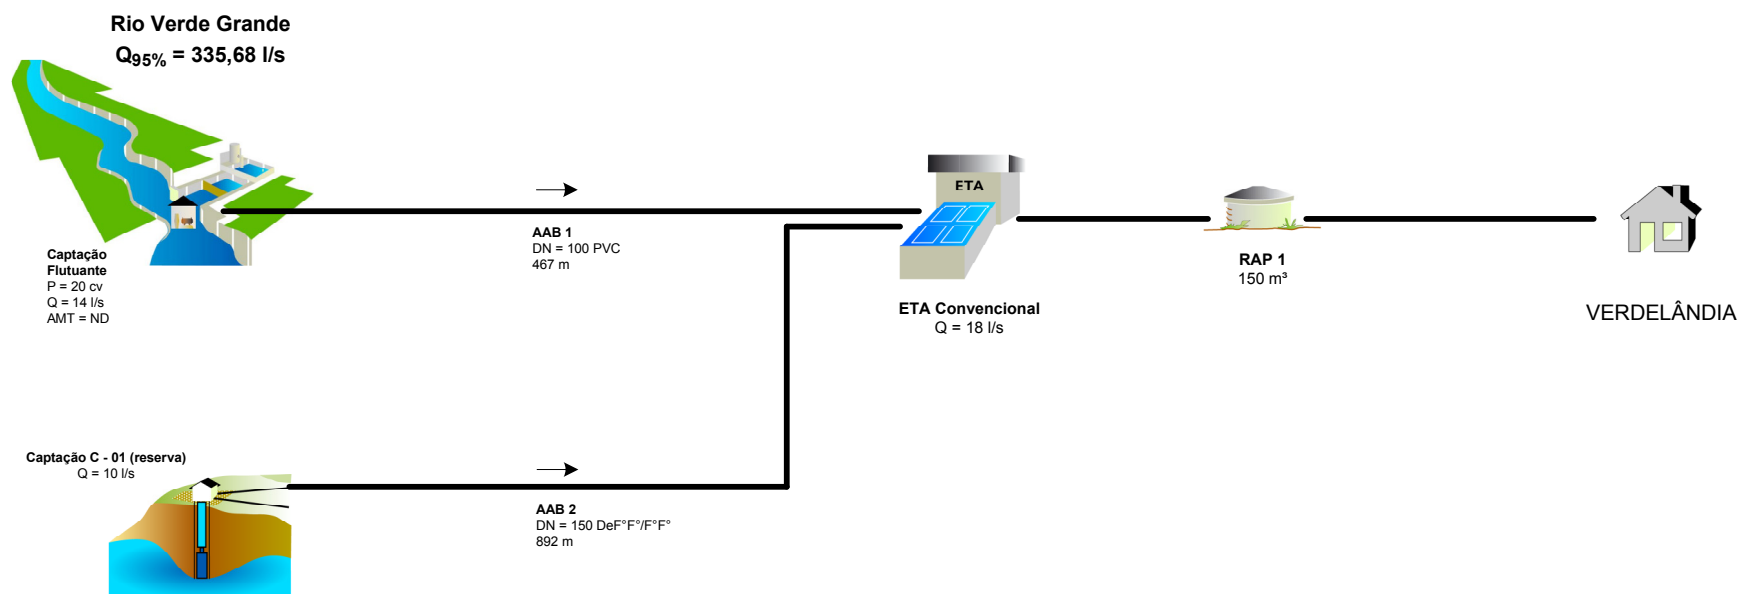 Rio Verde Grande
Q95% = 335,68 l/s
Captação
Flutuante
P = 20 cv
Q = 14 l/s
AMT = ND
AAB 1
DN = 100 PVC
467 m
ETA
ETA Convencional
Q = 18 l/s
RAP 1
150 m³
VERDELÂNDIA
Captação C - 01 (reserva)
Q = 10 l/s
AAB 2
DN = 150 DeF°F°/F°F°
892 m